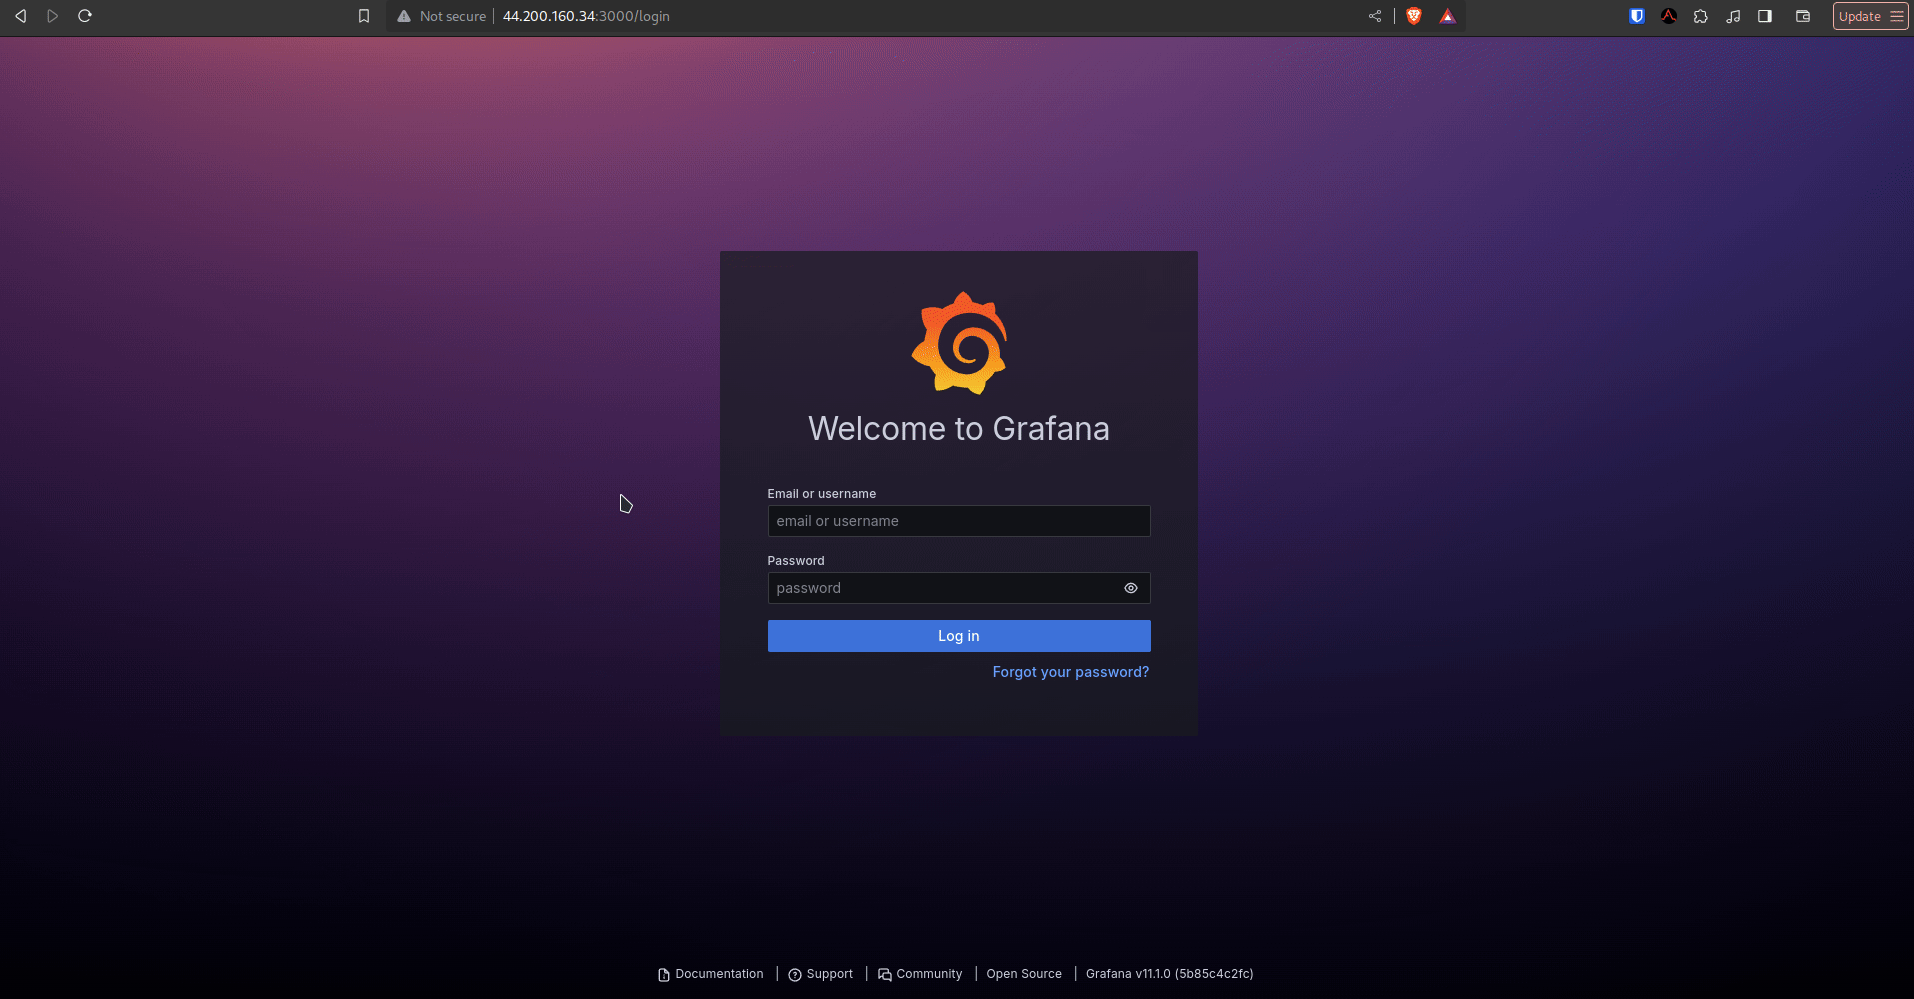 Not secure 44.200.160.34:3000/login
Update
Welcome to Grafana
Email or username
email or username
Password
password
Log in
Forgot your password?
Documentation | Support | Community | Open Source | Grafana v11.1.0 (5b85c4c2fc)